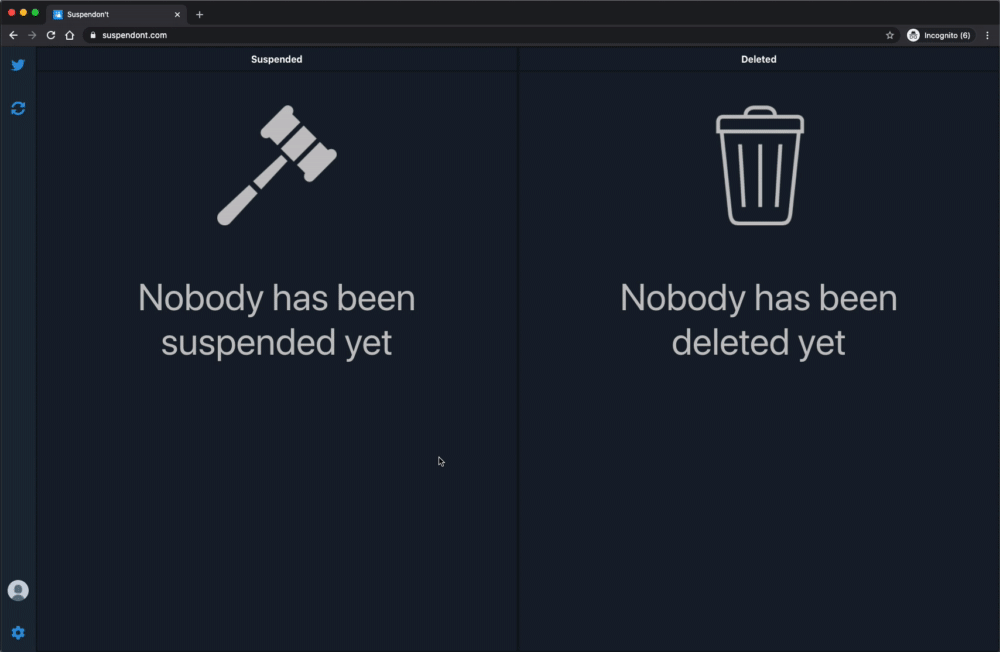 Suspendon't
suspendont.com
Incognito (6)
Suspended
Deleted
Nobody has been
suspended yet
Nobody has been
deleted yet